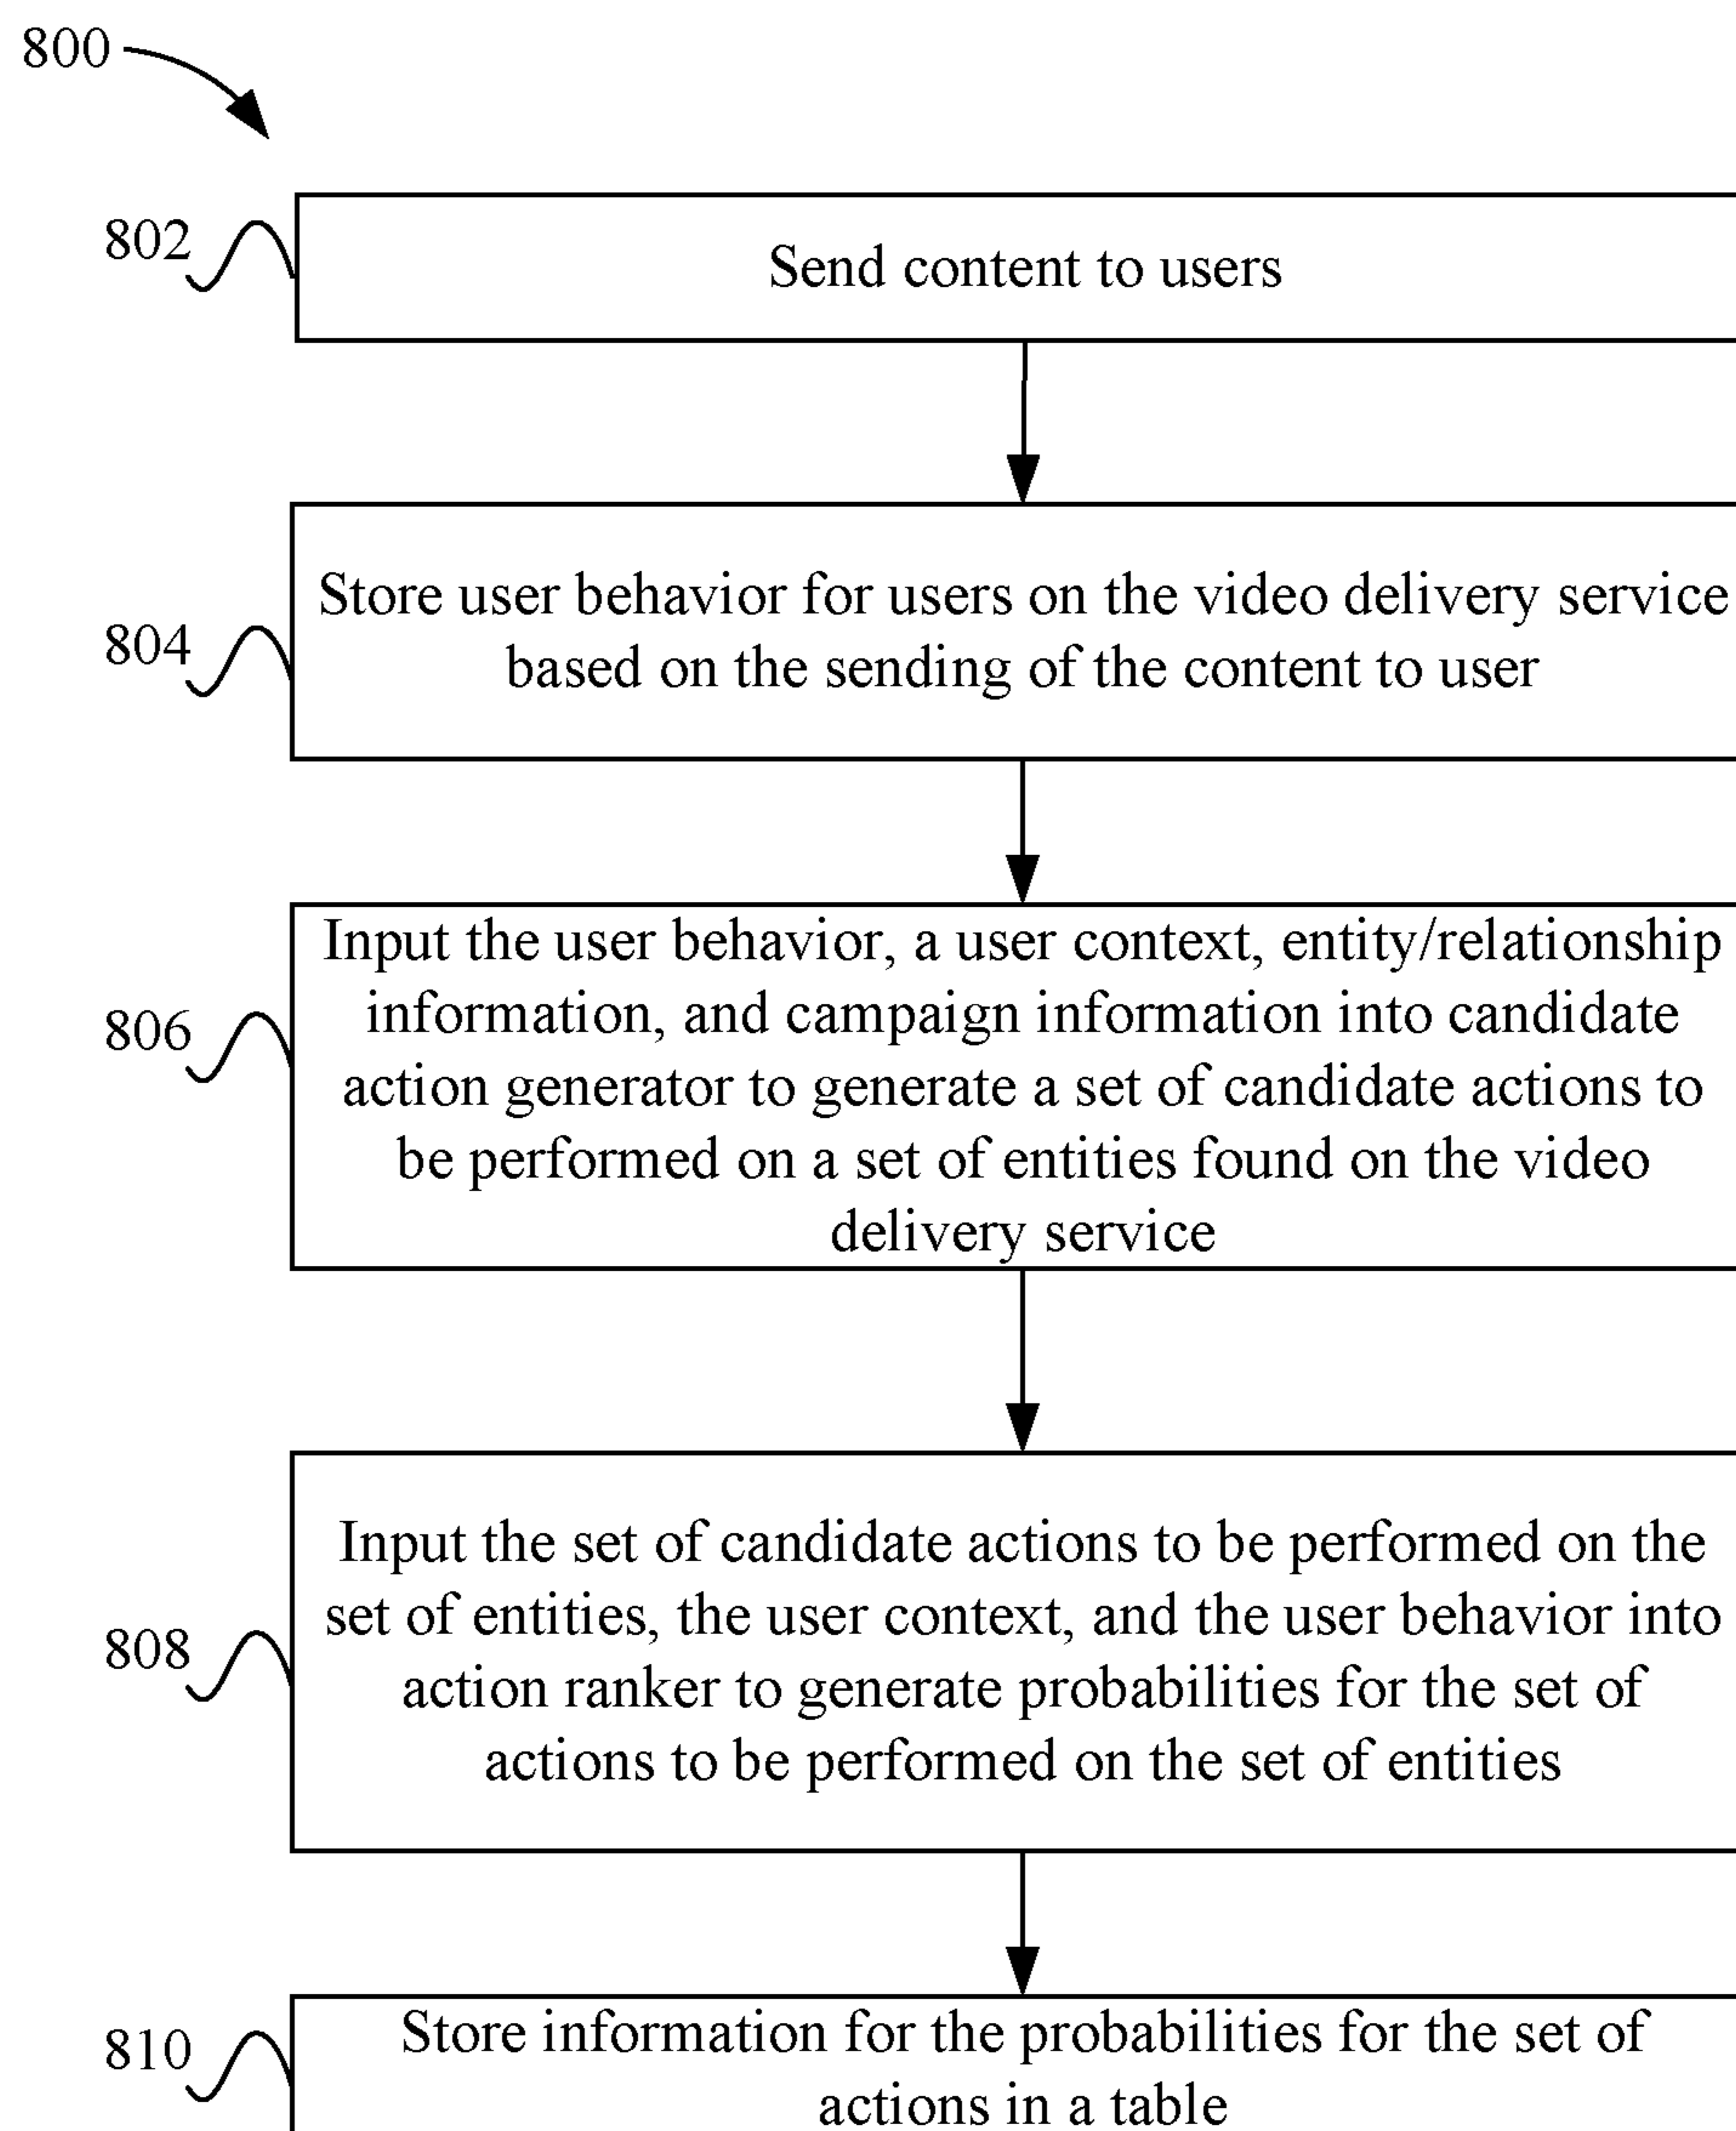 800
802
Send content to users
804
Store user behavior for users on the video delivery service
based on the sending of the content to user
806
Input the user behavior, a user context, entity/relationship
information, and campaign information into candidate
action generator to generate a set of candidate actions to
be performed on a set of entities found on the video
delivery service
808
Input the set of candidate actions to be performed on the
set of entities, the user context, and the user behavior into
action ranker to generate probabilities for the set of
actions to be performed on the set of entities
810
Store information for the probabilities for the set of
actions in a table